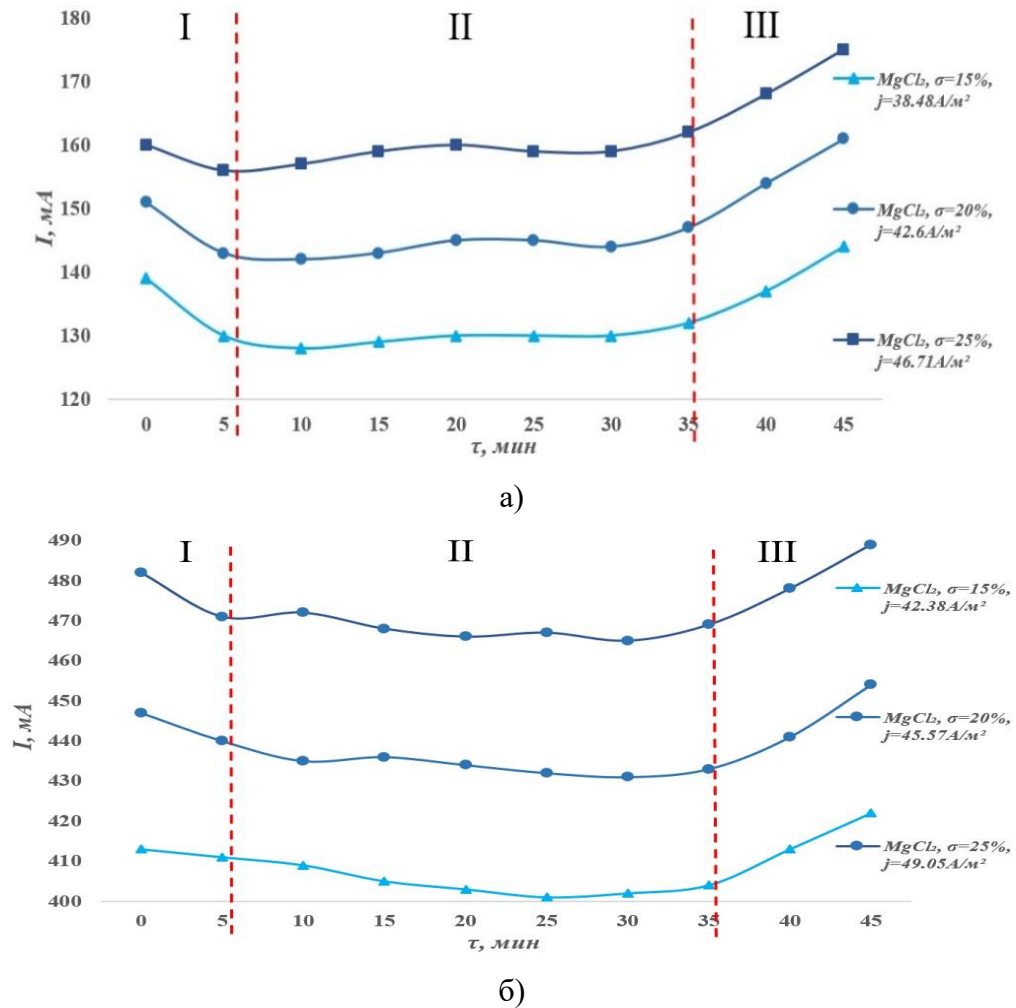 180
170
160
150
140
130
120
I, мА
I
II
III
0 5 10 15 20 25 30 35 40 45
τ, мин
MgCl₂, σ=15%,
j=38.48А/м²
MgCl₂, σ=20%,
j=42.6А/м²
MgCl₂, σ=25%,
j=46.71А/м²
а)
490
480
470
460
450
440
430
420
410
400
I, мА
I
II
III
0 5 10 15 20 25 30 35 40 45
τ, мин
MgCl₂, σ=15%,
j=42.38А/м²
MgCl₂, σ=20%,
j=45.57А/м²
MgCl₂, σ=25%,
j=49.05А/м²
б)